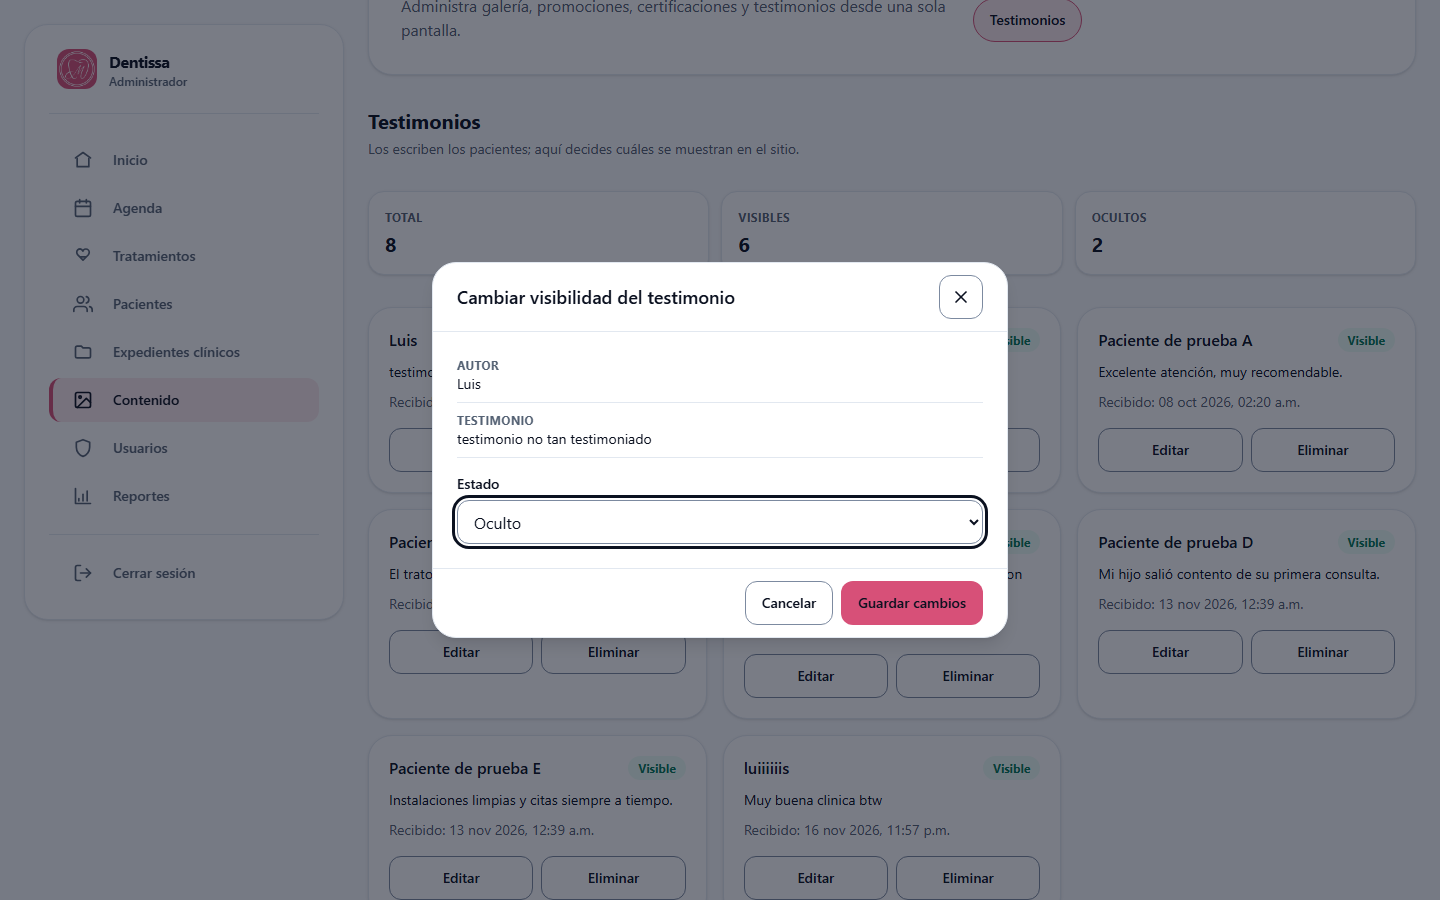 Administra galería, promociones, certificaciones y testimonios desde una sola
pantalla.
Testimonios
Dentissa
Administrador
Inicio
Agenda
Tratamientos
Pacientes
Expedientes clínicos
Contenido
Usuarios
Reportes
Cerrar sesión
Testimonios
Los escriben los pacientes; aquí decides cuáles se muestran en el sitio.
TOTAL
8
VISIBLES
6
OCULTOS
2
Cambiar visibilidad del testimonio
AUTOR
Luis
TESTIMONIO
testimonio no tan testimoniado
Estado
Oculto
Cancelar
Guardar cambios
Luis
Paciente de prueba A
Visible
Excelente atención, muy recomendable.
Recibido: 08 oct 2026, 02:20 a.m.
Editar
Eliminar
Editar
Eliminar
Editar
Eliminar
Paciente de prueba D
Visible
Mi hijo salió contento de su primera consulta.
Recibido: 13 nov 2026, 12:39 a.m.
Editar
Eliminar
Paciente de prueba E
Visible
Instalaciones limpias y citas siempre a tiempo.
Recibido: 13 nov 2026, 12:39 a.m.
Editar
Eliminar
luiiiiiis
Visible
Muy buena clinica btw
Recibido: 16 nov 2026, 11:57 p.m.
Editar
Eliminar